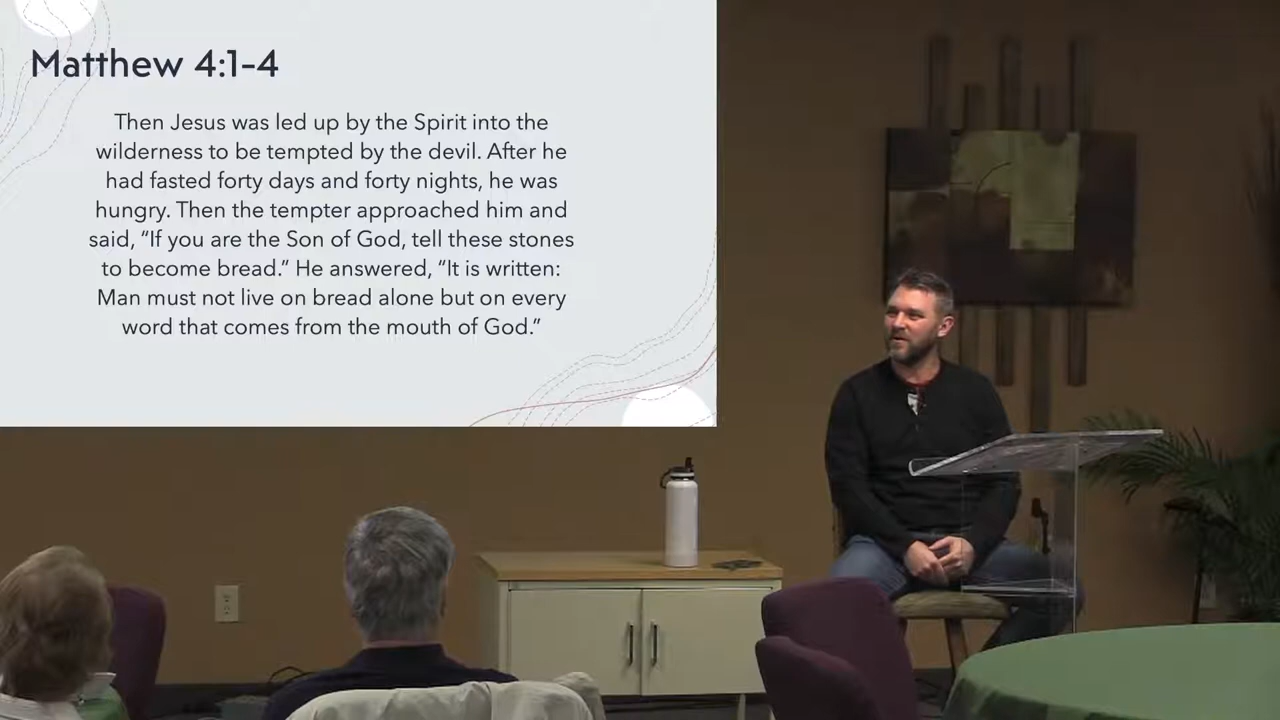 Matthew 4:1-4
Then Jesus was led up by the Spirit into the
wilderness to be tempted by the devil. After he
had fasted forty days and forty nights, he was
hungry. Then the tempter approached him and
said, “If you are the Son of God, tell these stones
to become bread.” He answered, “It is written:
Man must not live on bread alone but on every
word that comes from the mouth of God.”